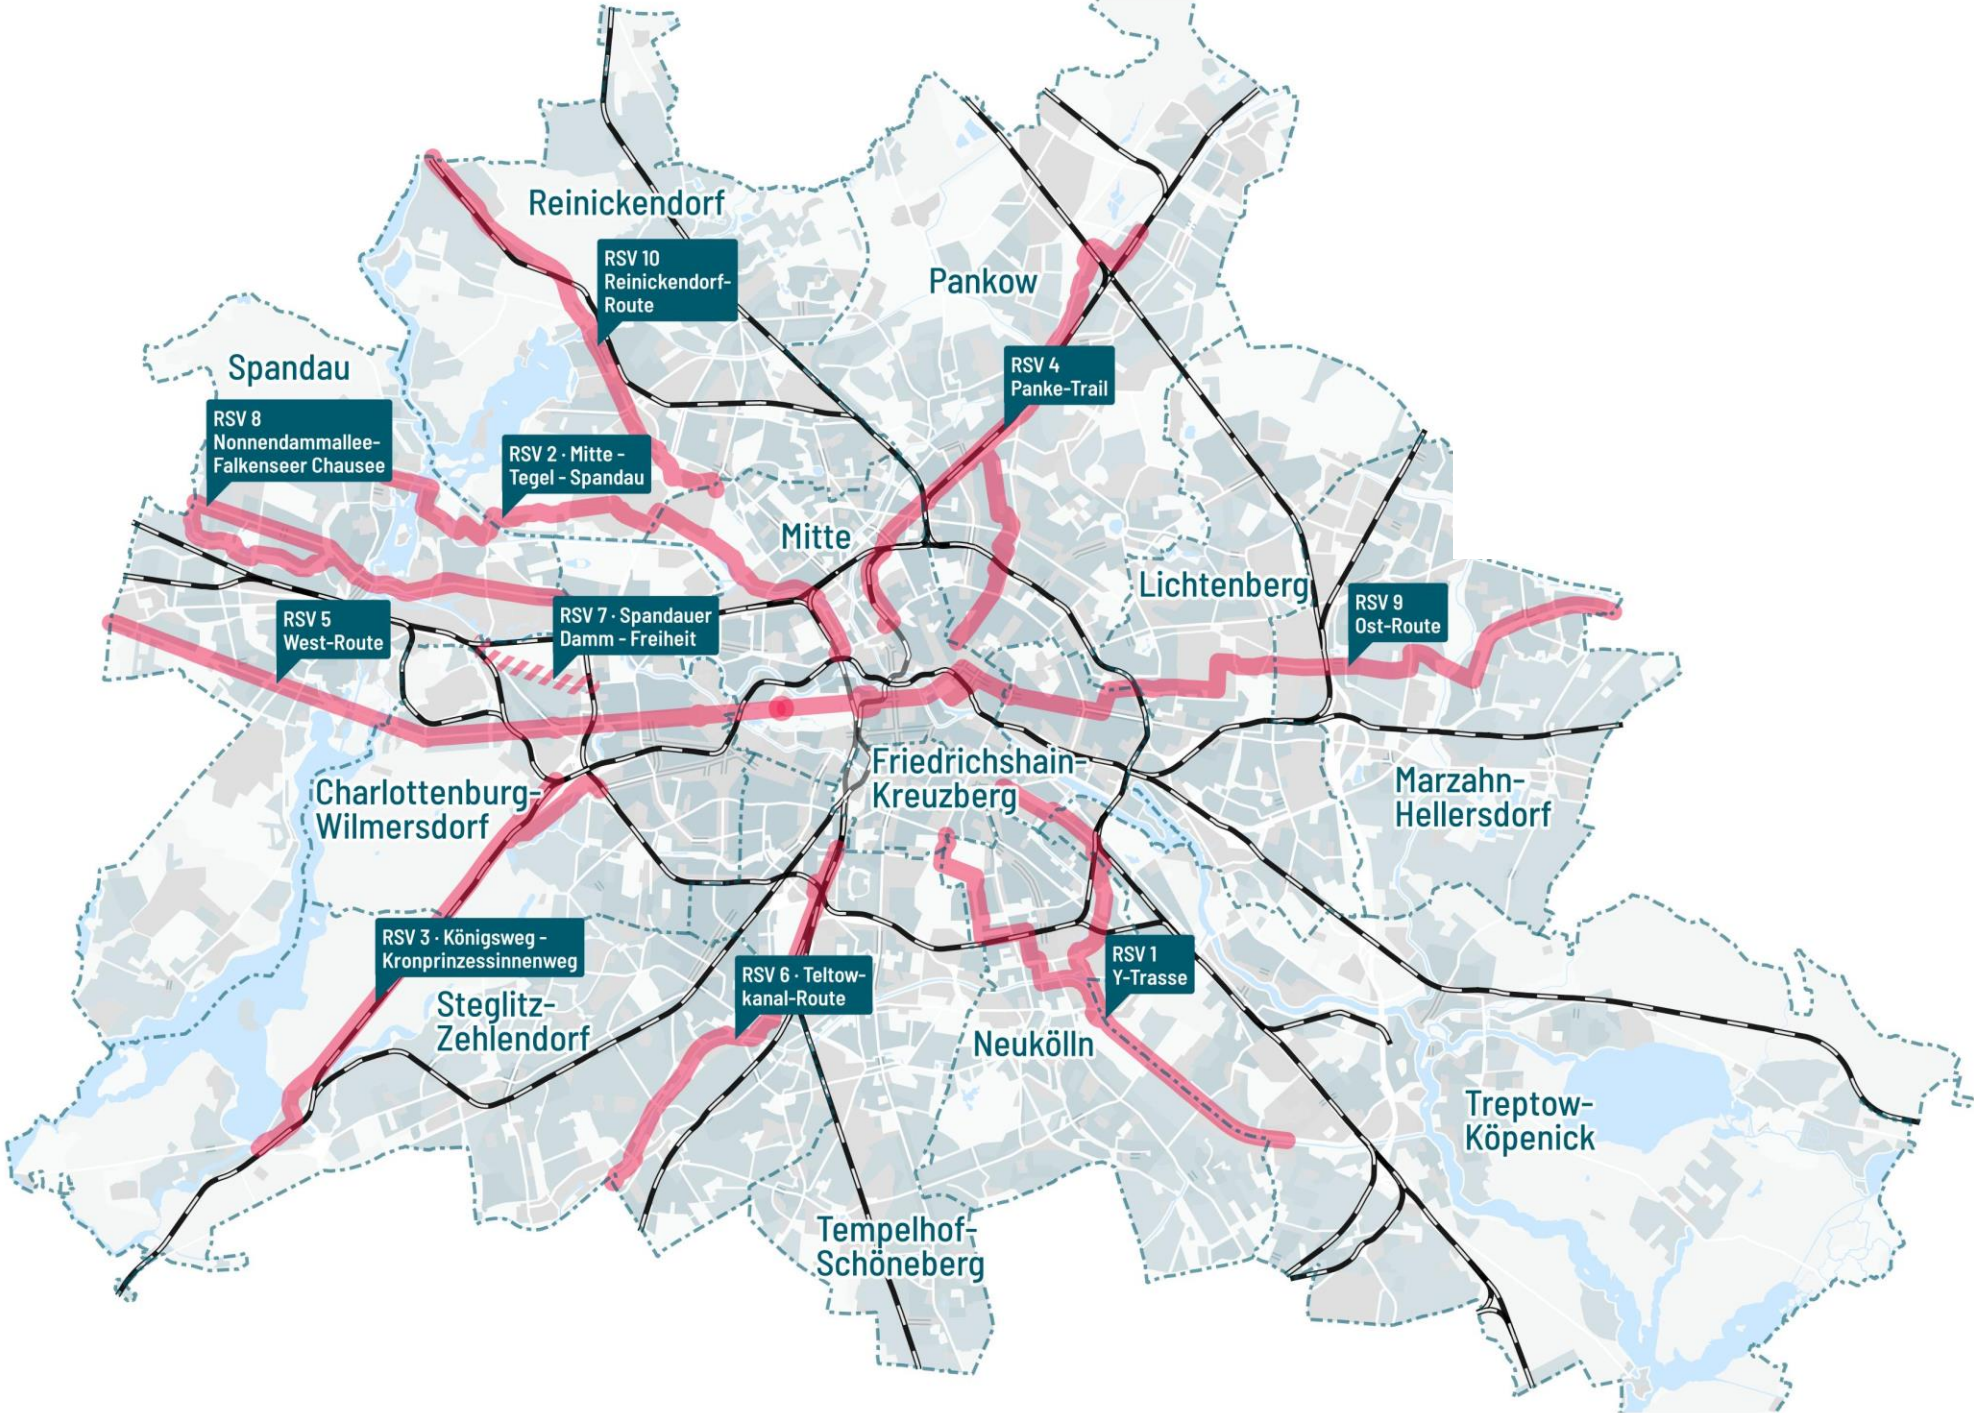 Reinickendorf
RSV 10
Reinickendorf-
Route
Pankow
Spandau
RSV 4
Panke-Trail
RSV 8
Nonnendammallee-
Falkenseer Chausee
RSV 2 · Mitte -
Tegel - Spandau
Mitte
Lichtenberg
RSV 9
Ost-Route
RSV 5
West-Route
RSV 7 · Spandauer
Damm - Freiheit
Friedrichshain-
Kreuzberg
Charlottenburg-
Wilmersdorf
Marzahn-
Hellersdorf
RSV 3 · Königsweg -
Kronprinzessinnenweg
RSV 6 · Teltow-
kanal-Route
RSV 1
Y-Trasse
Steglitz-
Zehlendorf
Neukölln
Treptow-
Köpenick
Tempelhof-
Schöneberg